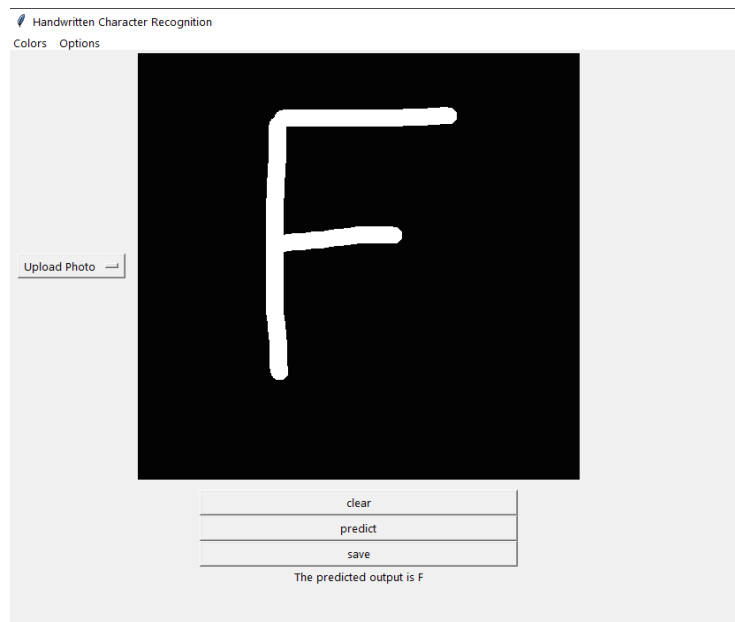 Handwritten Character Recognition
Colors Options
F
Upload Photo
clear
predict
save
The predicted output is F